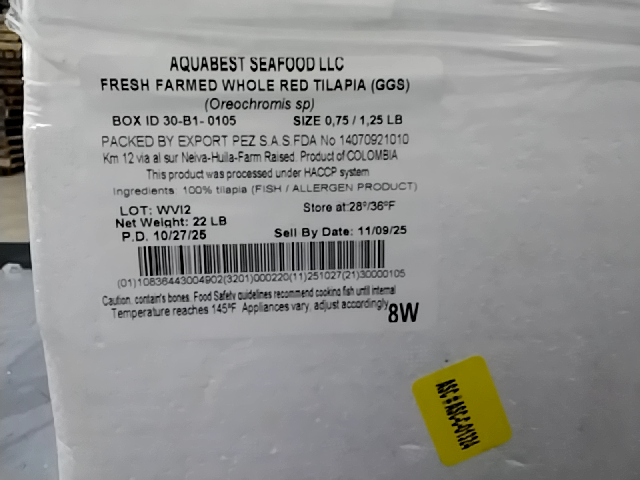 AQUABEST SEAFOOD LLC
FRESH FARMED WHOLE RED TILAPIA (GGS)
(Oreochromis sp)
BOX ID 30-B1- 0105 SIZE 0,75 / 1,25 LB
PACKED BY EXPORT PEZ S.A.S.FDA No 14070921010
Km 12 via al sur Neiva-Huila-Farm Raised. Product of COLOMBIA
This product was processed under HACCP system
Ingredients: 100% tilapia (FISH / ALLERGEN PRODUCT)
LOT: WVI2 Store at:28º/36ºF
Net Weight: 22 LB
P.D. 10/27/25 Sell By Date: 11/09/25
(01)10836443004902(3201)000220(11)251027(21)30000105
Caution, contain's bones. Food Safety guidelines recommend cooking fish until internal
Temperature reaches 145ºF. Appliances vary, adjust accordingly.
8W